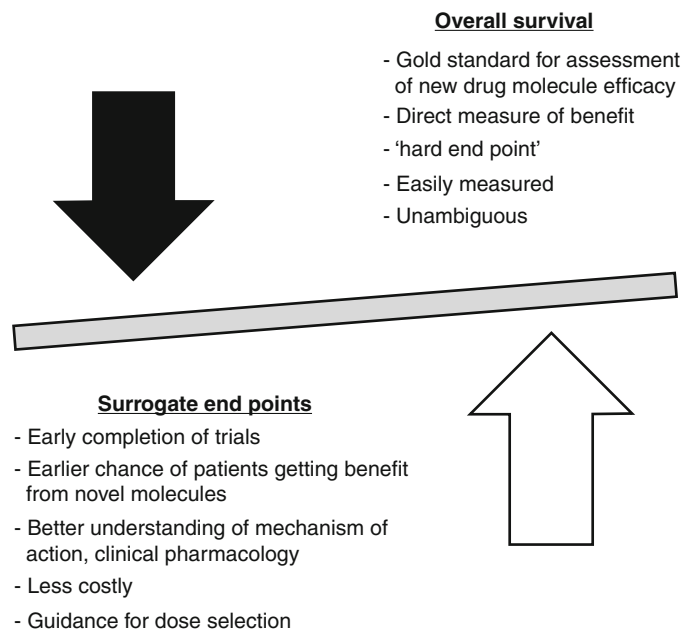 Overall survival
- Gold standard for assessment
of new drug molecule efficacy
- Direct measure of benefit
- ‘hard end point’
- Easily measured
- Unambiguous
Surrogate end points
- Early completion of trials
- Earlier chance of patients getting benefit
from novel molecules
- Better understanding of mechanism of
action, clinical pharmacology
- Less costly
- Guidance for dose selection